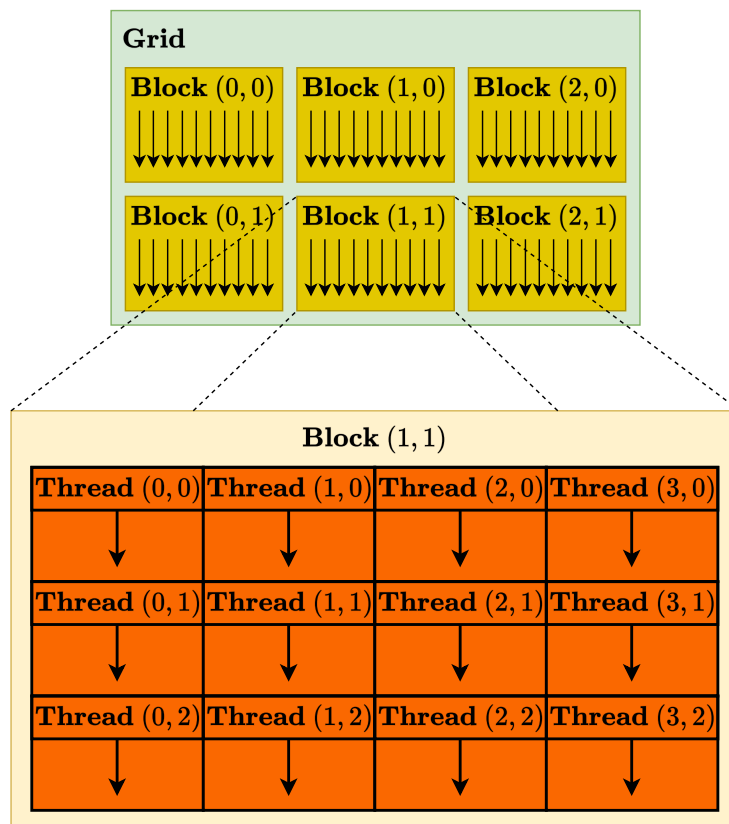 Grid
Block (0, 0) Block (1, 0) Block (2, 0)
Block (0, 1) Block (1, 1) Block (2, 1)
Block (1, 1)
Thread (0, 0) Thread (1, 0) Thread (2, 0) Thread (3, 0)
Thread (0, 1) Thread (1, 1) Thread (2, 1) Thread (3, 1)
Thread (0, 2) Thread (1, 2) Thread (2, 2) Thread (3, 2)